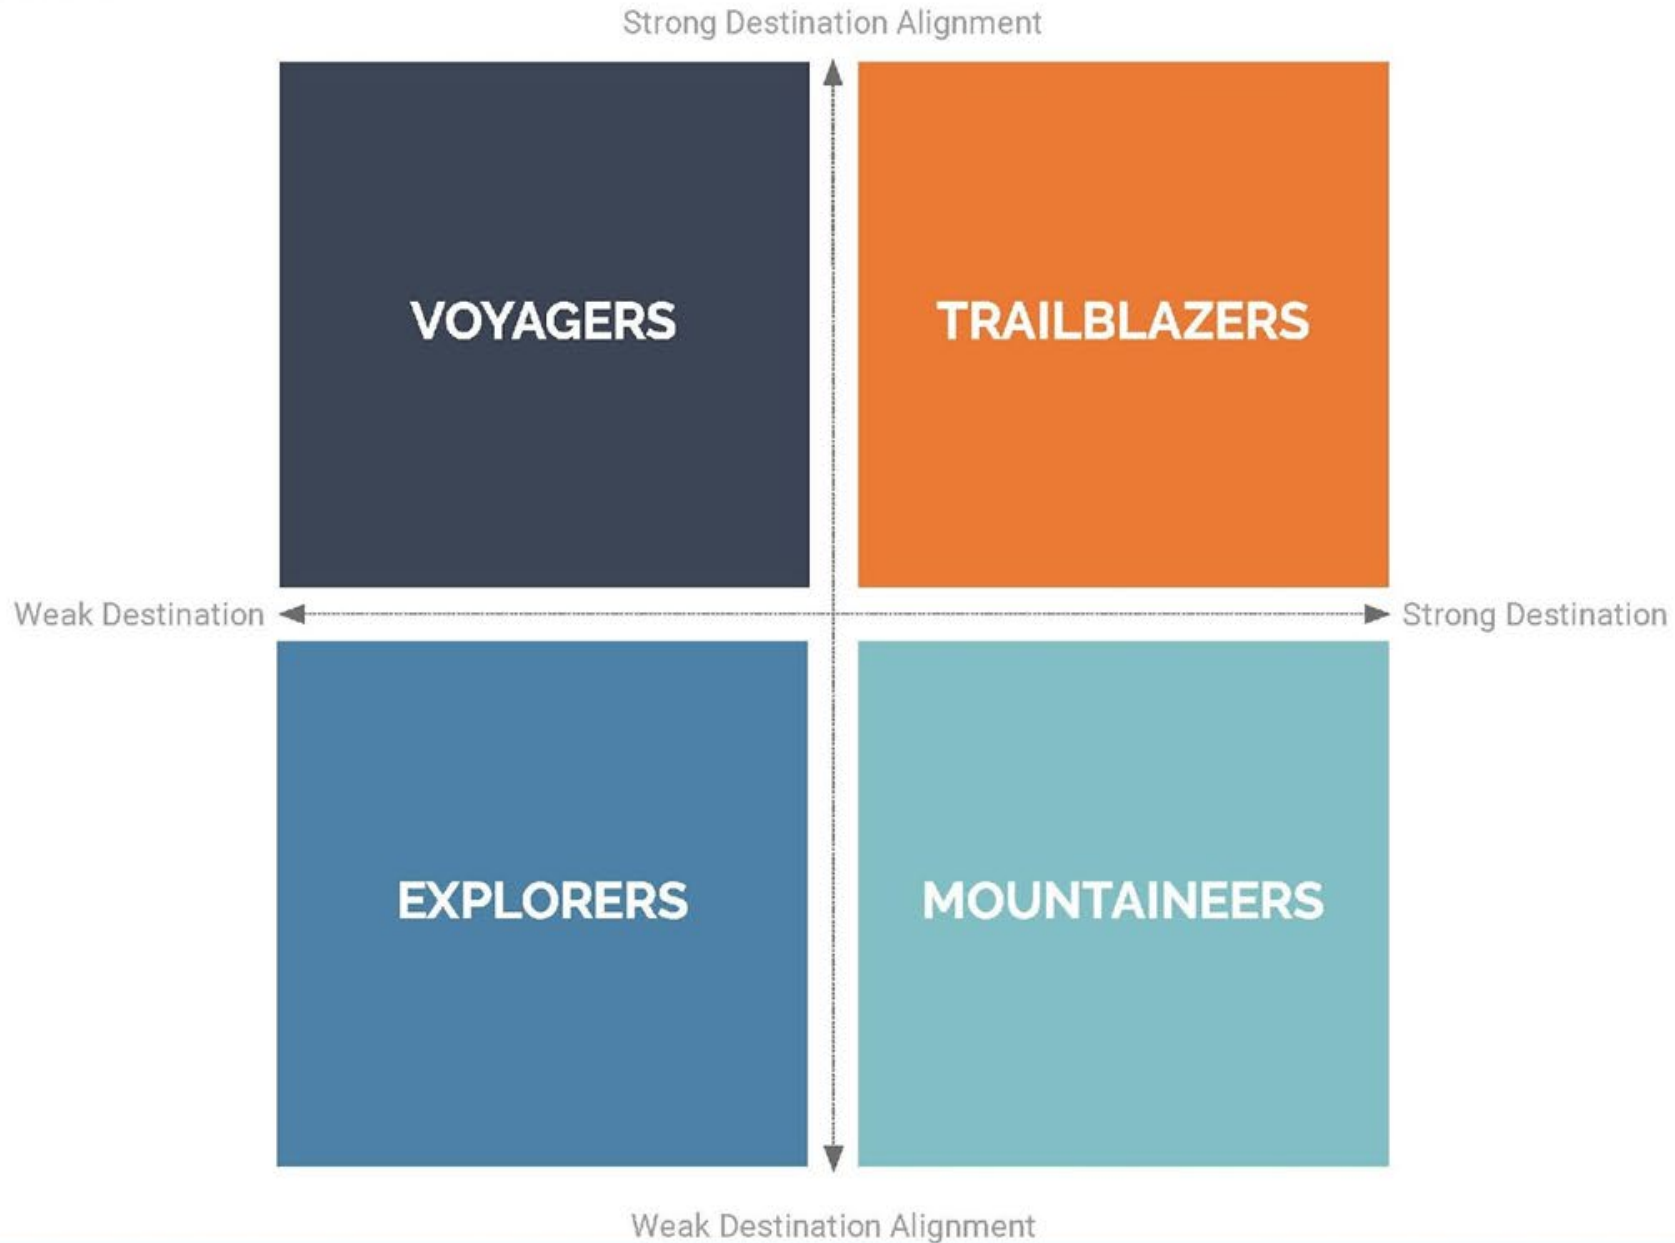 Strong Destination Alignment
VOYAGERS
TRAILBLAZERS
Weak Destination
Strong Destination
EXPLORERS
MOUNTAINEERS
Weak Destination Alignment